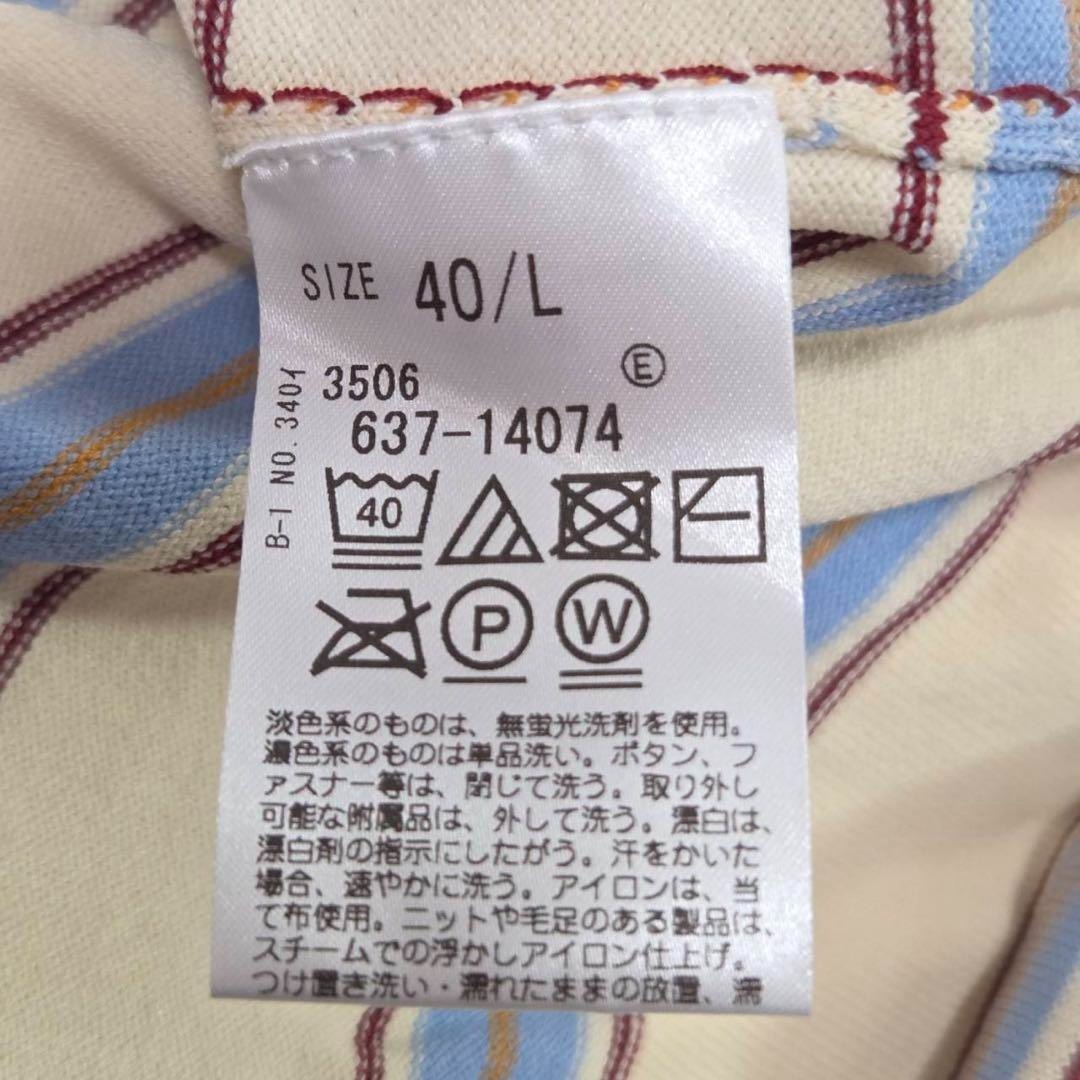 SIZE 40/L
Ⓔ
3506
637-14074
B-1 NO.3401
40
P
W
淡色系のものは、無蛍光洗剤を使用。
濃色系のものは単品洗い。ボタン、フ
ァスナー等は、閉じて洗う。取り外し
可能な附属品は、外して洗う。漂白は、
漂白剤の指示にしたがう。汗をかいた
場合、速やかに洗う。アイロンは、当
て布使用。ニットや毛足のある製品は、
スチームでの浮かしアイロン仕上げ。
つけ置き洗い・濡れたままの放置、濡